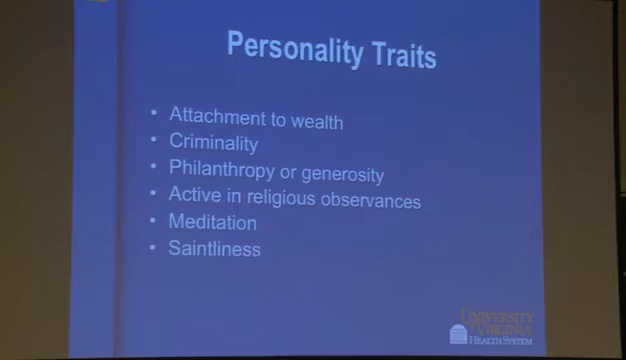 Personality Traits
• Attachment to wealth
• Criminality
• Philanthropy or generosity
• Active in religious observances
• Meditation
• Saintliness
UNIVERSITY
of VIRGINIA
HEALTH SYSTEM